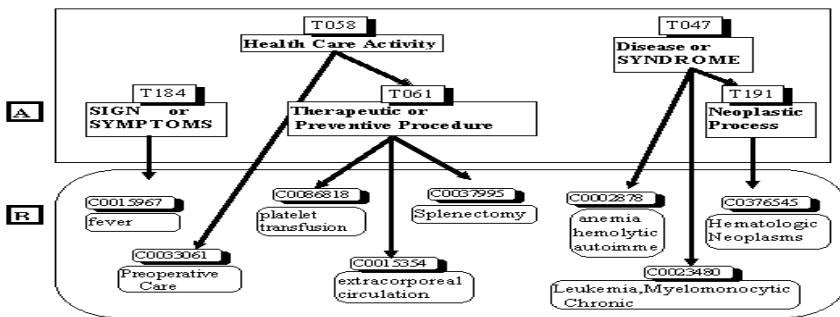 T058
Health Care Activity
T047
Disease or
SYNDROME
A
T184
SIGN or
SYMPTOMS
T061
Therapeutic or
Preventive Procedure
T191
Neoplastic
Process
B
C0015967
fever
C0086818
platelet
transfusion
C0037995
Splenectomy
C0002878
anemia
hemolytic
autoimme
C0376545
Hematologic
Neoplasms
C0033061
Preoperative
Care
C0015354
extracorporeal
circulation
C0023480
Leukemia,Myelomonocytic
Chronic